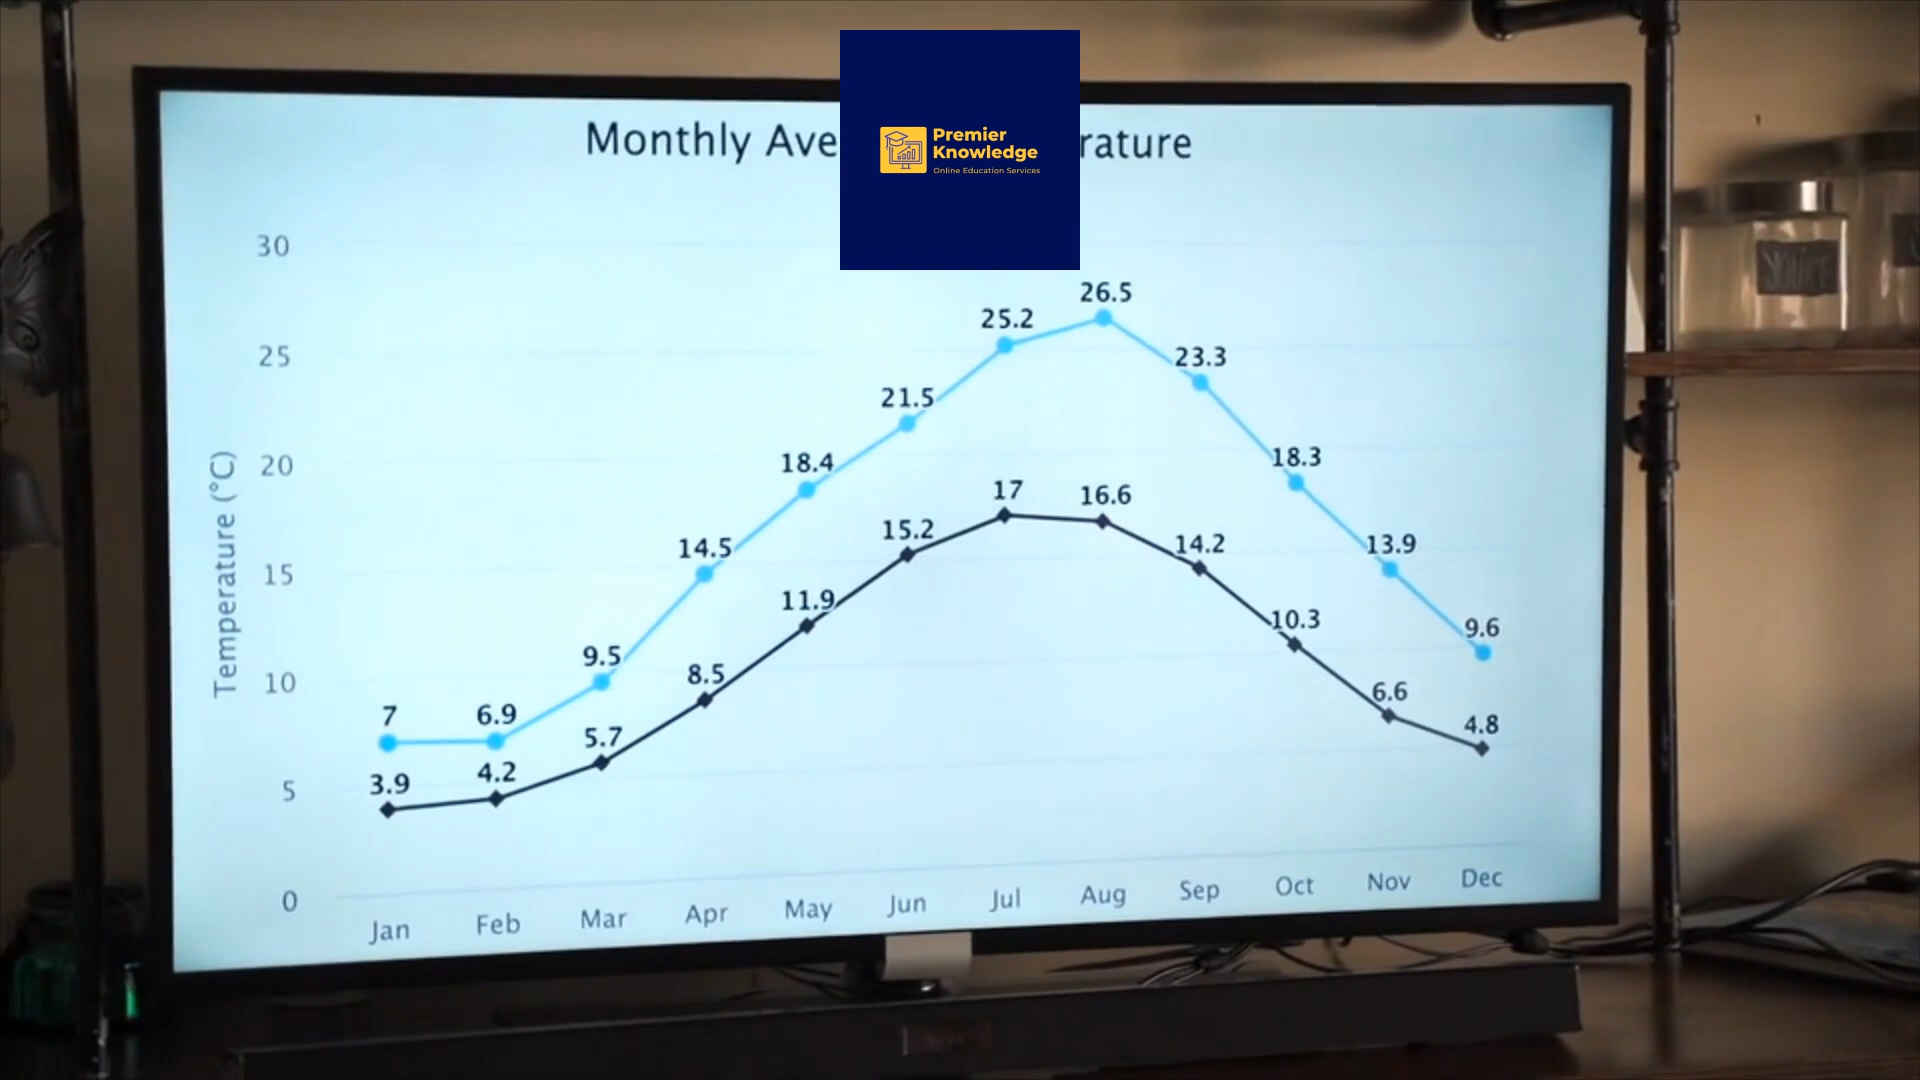 Monthly Ave
rature
Premier
Knowledge
Online Education Services
30
25
20
15
10
5
0
Temperature (°C)
7
6.9
9.5
14.5
18.4
21.5
25.2
26.5
23.3
18.3
13.9
9.6
3.9
4.2
5.7
8.5
11.9
15.2
17
16.6
14.2
10.3
6.6
4.8
Jan
Feb
Mar
Apr
May
Jun
Jul
Aug
Sep
Oct
Nov
Dec